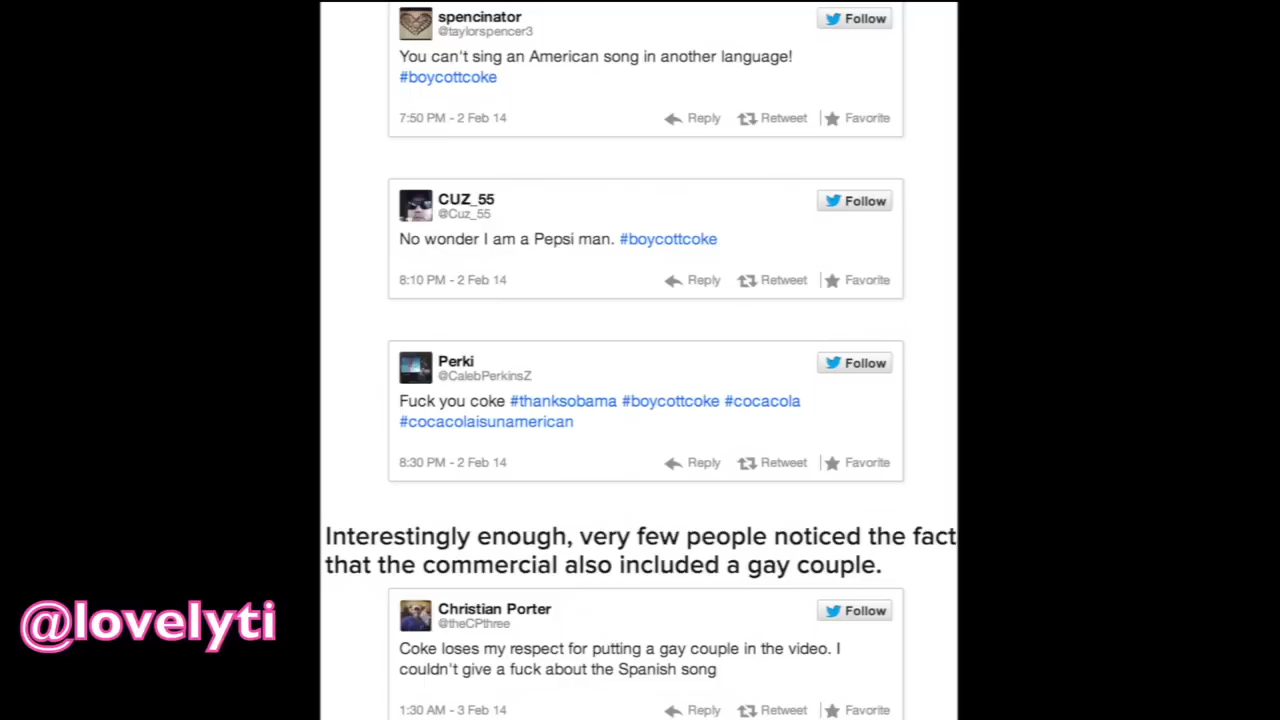 spencinator
@taylorspencer3
Follow
You can't sing an American song in another language!
#boycottcoke
7:50 PM - 2 Feb 14
Reply Retweet Favorite
CUZ_55
@Cuz_55
Follow
No wonder I am a Pepsi man. #boycottcoke
8:10 PM - 2 Feb 14
Reply Retweet Favorite
Perki
@CalebPerkinsZ
Follow
Fuck you coke #thanksobama #boycottcoke #cocacola
#cocacolaisunamerican
8:30 PM - 2 Feb 14
Reply Retweet Favorite
Interestingly enough, very few people noticed the fact
that the commercial also included a gay couple.
Christian Porter
@theCPthree
Follow
Coke loses my respect for putting a gay couple in the video. I
couldn't give a fuck about the Spanish song
1:30 AM - 3 Feb 14
Reply Retweet Favorite
@lovelyti